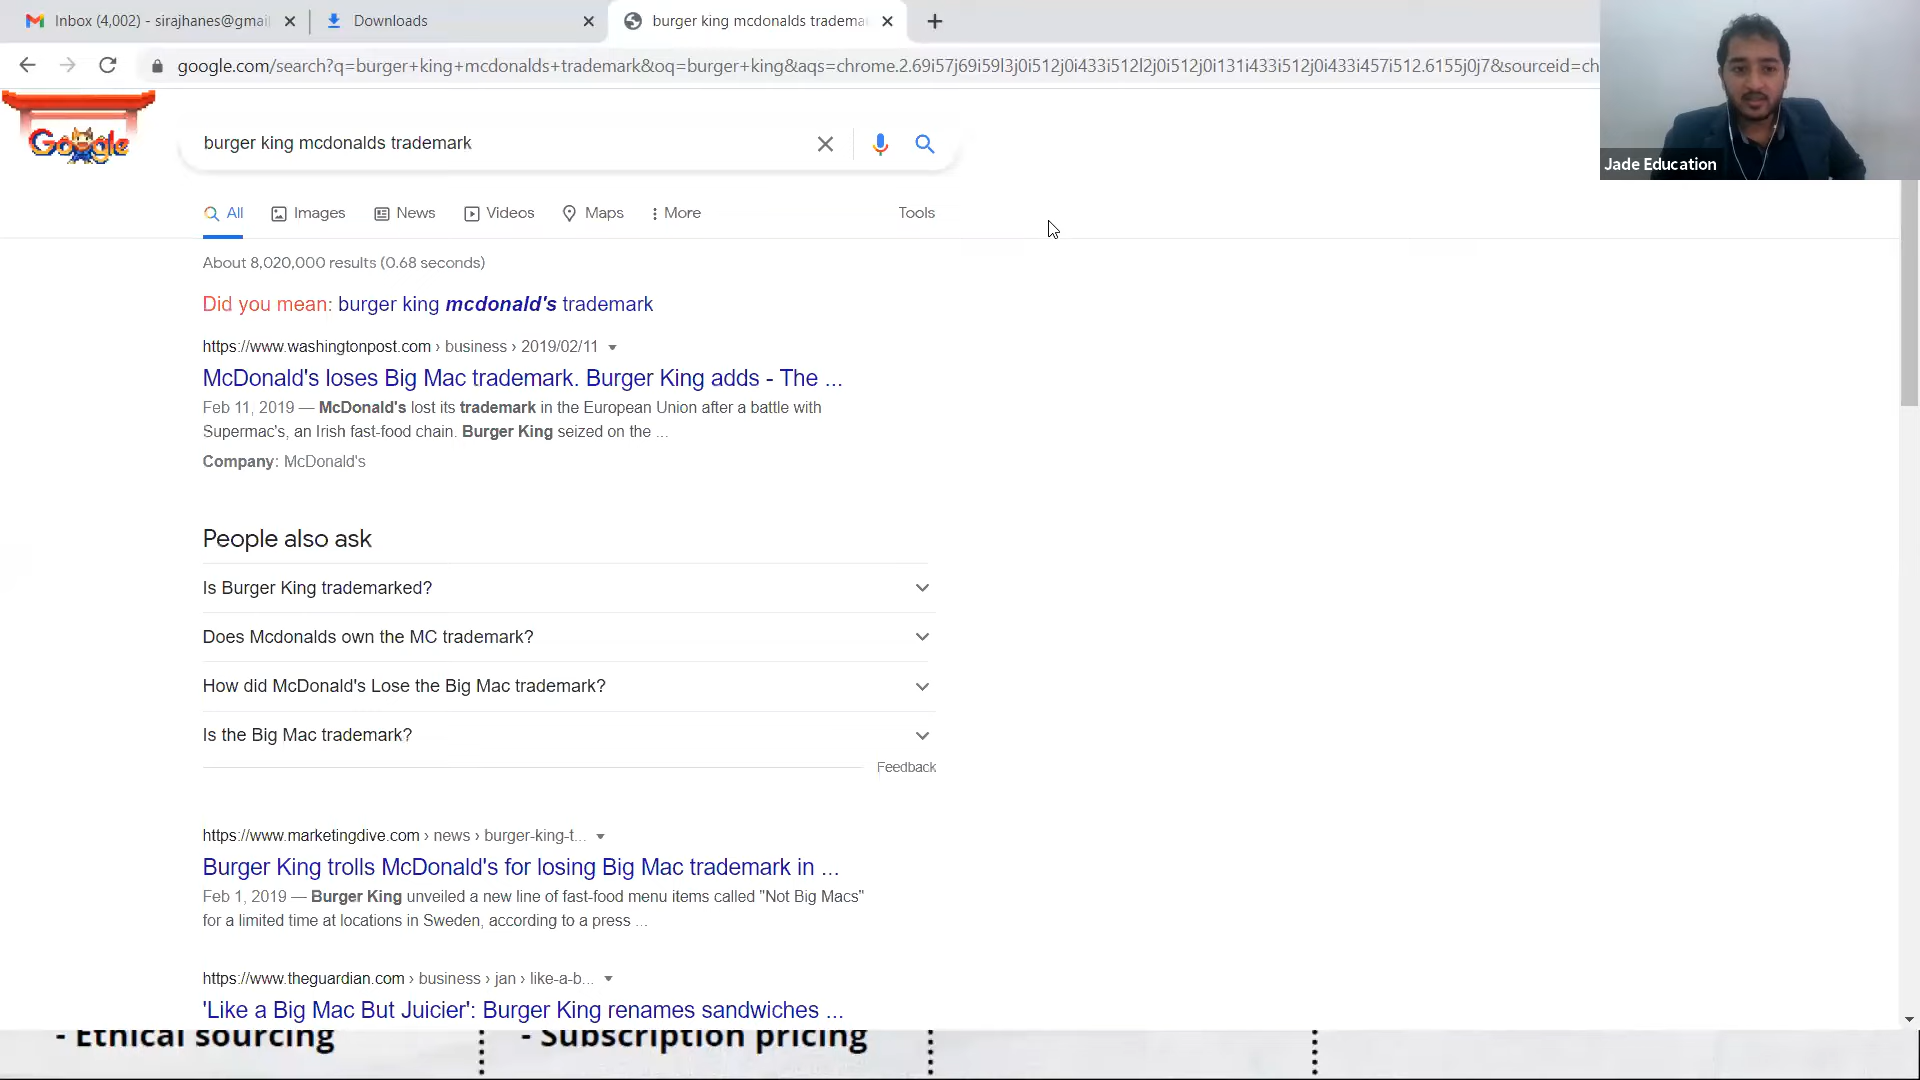 Inbox (4,002) - sirajhanes@gmai
Downloads
burger king mcdonalds tradema
google.com/search?q=burger+king+mcdonalds+trademark&oq=burger+king&aqs=chrome.2.69i57j69i59l3j0i512j0i433i512l2j0i512j0i131i433i512j0i433i457i512.6155j0j7&sourceid=ch
Jade Education
Google
burger king mcdonalds trademark
All
Images
News
Videos
Maps
More
Tools
About 8,020,000 results (0.68 seconds)
Did you mean: burger king mcdonald's trademark
https://www.washingtonpost.com › business › 2019/02/11
McDonald's loses Big Mac trademark. Burger King adds - The ...
Feb 11, 2019 — McDonald's lost its trademark in the European Union after a battle with
Supermac's, an Irish fast-food chain. Burger King seized on the ...
Company: McDonald's
People also ask
Is Burger King trademarked?
Does Mcdonalds own the MC trademark?
How did McDonald's Lose the Big Mac trademark?
Is the Big Mac trademark?
Feedback
https://www.marketingdive.com › news › burger-king-t...
Burger King trolls McDonald's for losing Big Mac trademark in ...
Feb 1, 2019 — Burger King unveiled a new line of fast-food menu items called "Not Big Macs"
for a limited time at locations in Sweden, according to a press ...
https://www.theguardian.com › business › jan › like-a-b...
'Like a Big Mac But Juicier': Burger King renames sandwiches ...
- Ethical sourcing
- Subscription pricing